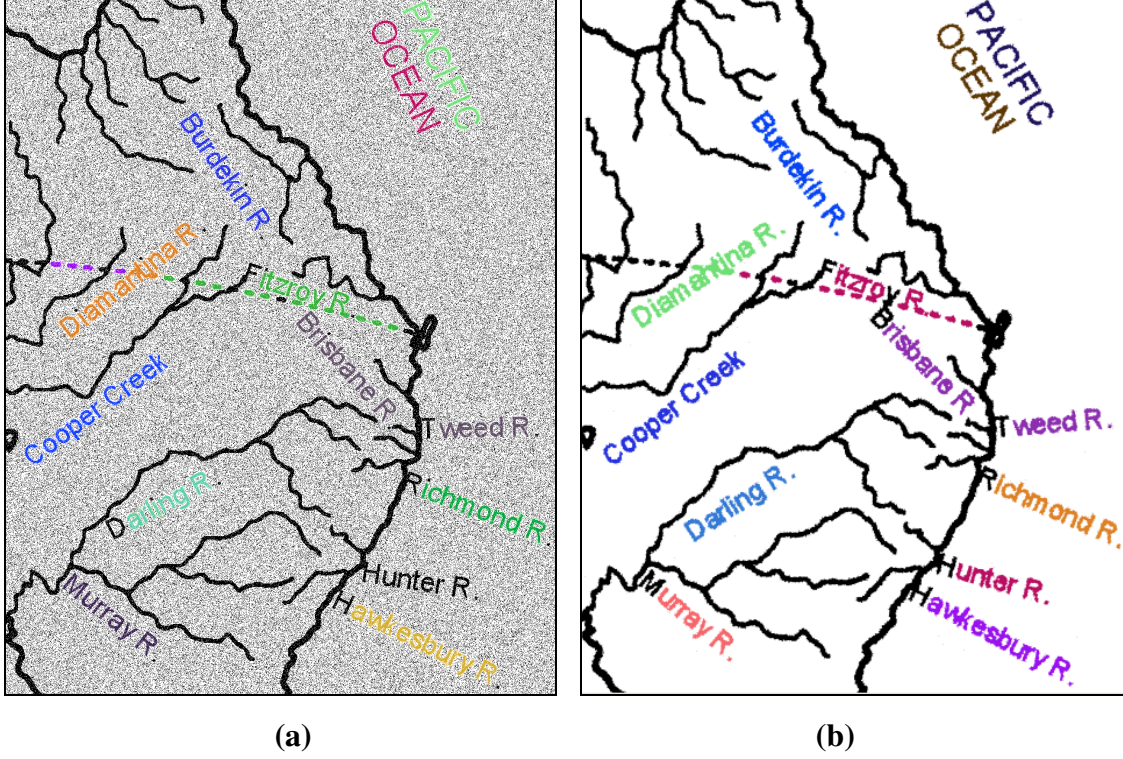 PACIFIC
OCEAN
Burdekin R.
Diamantina R.
Fitzroy R.
Brisbane R
Cooper Creek
Tweed R.
Darling R.
Richmond R.
Hunter R.
Murray R.
Hawkesbury R.
(a)
PACIFIC
OCEAN
Burdekin R.
Diamantina R.
Fitzroy R.
Brisbane R
Cooper Creek
Tweed R.
Darling R.
Richmond R.
Hunter R.
Murray R.
Hawkesbury R.
(b)